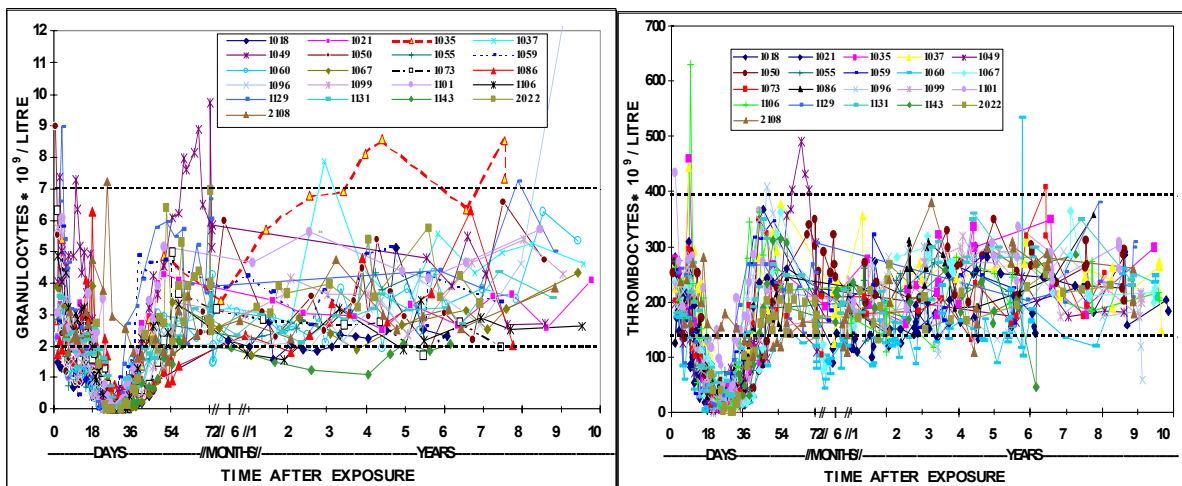 GRANULOCYTES* 10⁹ / LITRE
12
11
10
9
8
7
6
5
4
3
2
1
0
1018 1021 1035 1037
1049 1050 1055 1059
1060 1067 1073 1086
1096 1099 1101 1106
1129 1131 1143 2022
2108
0 18 36 54 72// 6 //1 2 3 4 5 6 7 8 9 10
DAYS //MONTHS// YEARS
TIME AFTER EXPOSURE
THROMBOCYTES* 10⁹ / LITRE
700
600
500
400
300
200
100
0
1018 1021 1035 1037 1049
1050 1055 1059 1060 1067
1073 1086 1096 1099 1101
1106 1129 1131 1143 2022
2108
0 18 36 54 72// 6 //1 2 3 4 5 6 7 8 9 10
DAYS //MONTHS// YEARS
TIME AFTER EXPOSURE